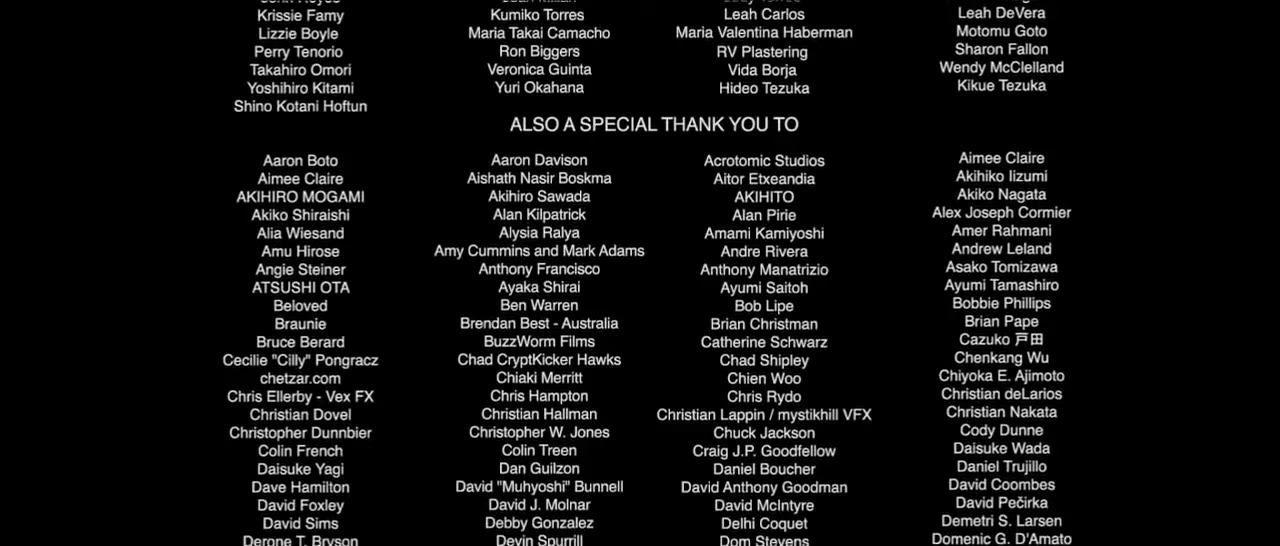 Krissie Famy Kumiko Torres Leah Carlos Leah DeVera
Lizzie Boyle Maria Takai Camacho Maria Valentina Haberman Motomu Goto
Perry Tenorio Ron Biggers RV Plastering Sharon Fallon
Takahiro Omori Veronica Guinta Vida Borja Wendy McClelland
Yoshihiro Kitami Yuri Okahana Hideo Tezuka Kikue Tezuka
Shino Kotani Hoftun
ALSO A SPECIAL THANK YOU TO
Aaron Boto Aaron Davison Acrotomic Studios Aimee Claire
Aimee Claire Aishath Nasir Boskma Aitor Etxeandia Akihiko Iizumi
AKIHIRO MOGAMI Akihiro Sawada AKIHITO Akiko Nagata
Akiko Shiraishi Alan Kilpatrick Alan Pirie Alex Joseph Cormier
Alia Wiesand Alysia Ralya Amami Kamiyoshi Amer Rahmani
Amu Hirose Amy Cummins and Mark Adams Andre Rivera Andrew Leland
Angie Steiner Anthony Francisco Anthony Manatrizio Asako Tomizawa
ATSUSHI OTA Ayaka Shirai Ayumi Saitoh Ayumi Tamashiro
Beloved Ben Warren Bob Lipe Bobbie Phillips
Braunie Brendan Best - Australia Brian Christman Brian Pape
Bruce Berard BuzzWorm Films Catherine Schwarz Cazuko 戸田
Cecilie "Cilly" Pongracz Chad CryptKicker Hawks Chad Shipley Chenkang Wu
chetzar.com Chiaki Merritt Chien Woo Chiyoka E. Ajimoto
Chris Ellerby - Vex FX Chris Hampton Chris Rydo Christian deLarios
Christian Dovel Christian Hallman Christian Lappin / mystikhill VFX Christian Nakata
Christopher Dunnbier Christopher W. Jones Chuck Jackson Cody Dunne
Colin French Colin Treen Craig J.P. Goodfellow Daisuke Wada
Daisuke Yagi Dan Guilzon Daniel Boucher Daniel Trujillo
Dave Hamilton David "Muhyoshi" Bunnell David Anthony Goodman David Coombes
David Foxley David J. Molnar David McIntyre David Pečirka
David Sims Debby Gonzalez Delhi Coquet Demetri S. Larsen
Derone T. Bryson Devin Spurrill Dom Stevens Domenic G. D'Amato